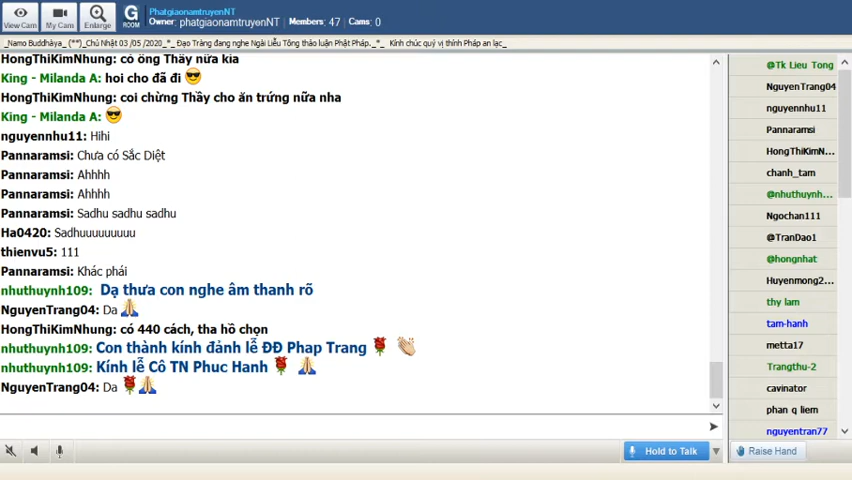 View Cam
My Cam
Enlarge
G
ROOM
PhatgiaonamtruyenNT
Owner: phatgiaonamtruyenNT Members: 47 Cams: 0
_Namo Buddhàya_ (**)_Chủ Nhật 03 /05 /2020_*_ Đạo Tràng đang nghe Ngài Liễu Tông thảo luận Phật Pháp._*_ Kính chúc quý vị thính Pháp an lạc_
HongThiKimNhung: có ông Thầy nữa kìa
King - Milanda A: hoi cho đã đi
HongThiKimNhung: coi chừng Thầy cho ăn trứng nữa nha
King - Milanda A:
nguyennhu11: Hihi
Pannaramsi: Chưa có Sắc Diệt
Pannaramsi: Ahhhh
Pannaramsi: Ahhhh
Pannaramsi: Sadhu sadhu sadhu
Ha0420: Sadhuuuuuuuuu
thienvu5: 111
Pannaramsi: Khác phái
nhuthuynh109: Dạ thưa con nghe âm thanh rõ
NguyenTrang04: Da
HongThiKimNhung: có 440 cách, tha hồ chọn
nhuthuynh109: Con thành kính đảnh lễ ĐĐ Phap Trang
nhuthuynh109: Kính lễ Cô TN Phuc Hanh
NguyenTrang04: Da
@Tk Lieu Tong
NguyenTrang04
nguyennhu11
Pannaramsi
HongThiKimN...
chanh_tam
@nhuthuynh...
Ngochan111
@TranDao1
@hongnhat
Huyenmong2...
thy lam
tam-hanh
metta17
Trangthu-2
cavinator
phan q liem
nguyentran77
Hold to Talk
Raise Hand